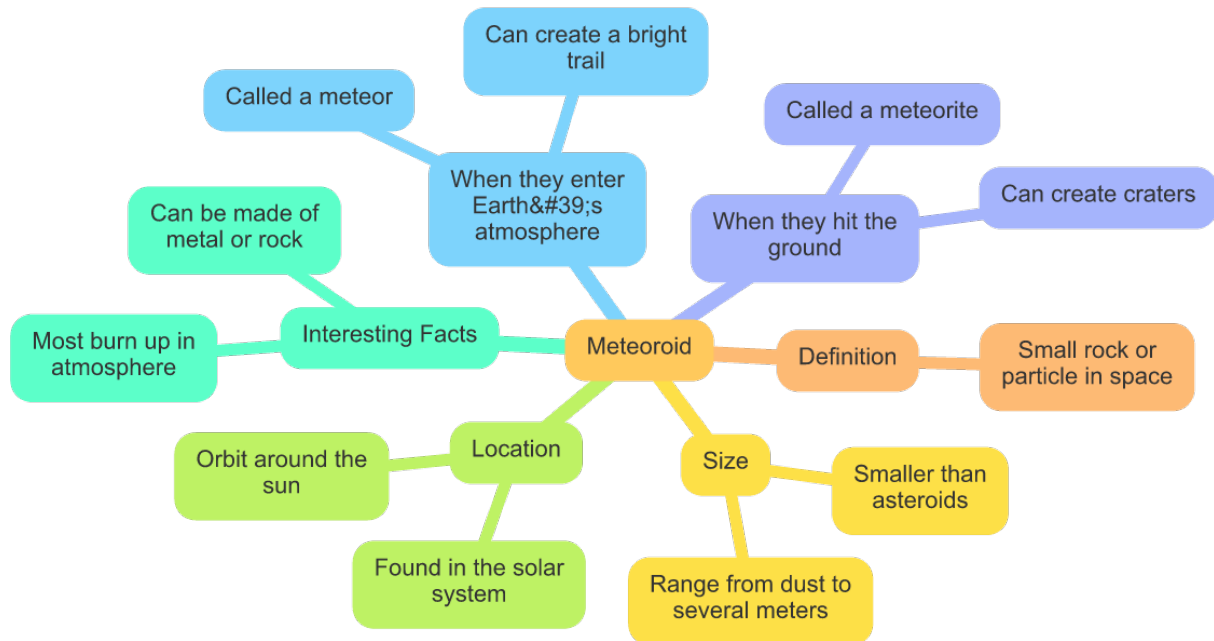 Can create a bright
trail
Called a meteor
When they enter
Earth&#39;s
atmosphere
Called a meteorite
Can create craters
When they hit the
ground
Can be made of
metal or rock
Interesting Facts
Most burn up in
atmosphere
Meteoroid
Definition
Small rock or
particle in space
Location
Orbit around the
sun
Found in the solar
system
Size
Smaller than
asteroids
Range from dust to
several meters